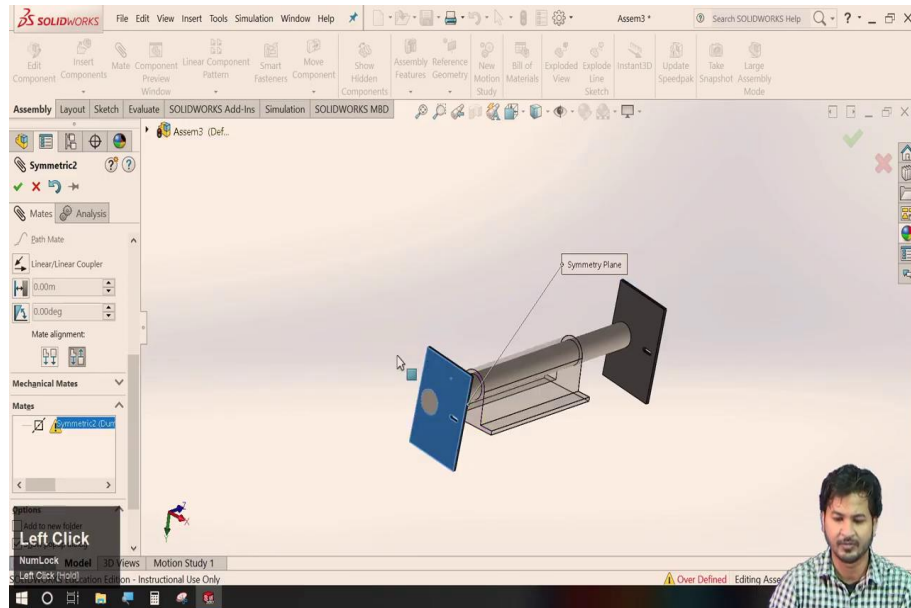 SOLIDWORKS File Edit View Insert Tools Simulation Window Help Assem3 * Search SOLIDWORKS Help ?
Edit Component Insert Components Mate Component Preview Window Linear Component Pattern Smart Fasteners Move Component Show Hidden Components Assembly Features Reference Geometry New Motion Study Bill of Materials Exploded View Explode Line Sketch Instant3D Update Speedpak Take Snapshot Large Assembly Mode
Assembly Layout Sketch Evaluate SOLIDWORKS Add-Ins Simulation SOLIDWORKS MBD
Assem3 (Def...
Symmetric2
Mates Analysis
Path Mate
Linear/Linear Coupler
0.00m
0.00deg
Mate alignment:
Mechanical Mates
Mates
Symmetric2 (Dum
Symmetry Plane
Options
Add to new folder
Left Click
NumLock Model 3D Views Motion Study 1
Left Click [Hold]
Education Edition - Instructional Use Only Over Defined Editing Asse